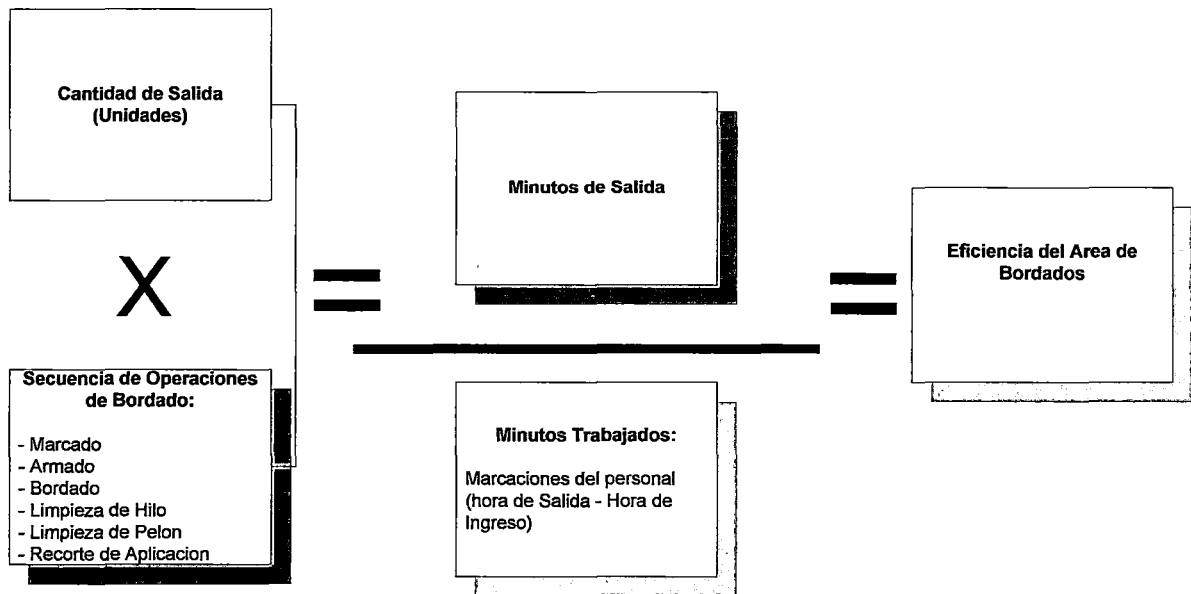 Cantidad de Salida
(Unidades)
X
Secuencia de Operaciones
de Bordado:
- Marcado
- Armado
- Bordado
- Limpieza de Hilo
- Limpieza de Pelon
- Recorte de Aplicacion
=
Minutos de Salida
Minutos Trabajados:
Marcaciones del personal
(hora de Salida - Hora de
Ingreso)
=
Eficiencia del Area de
Bordados